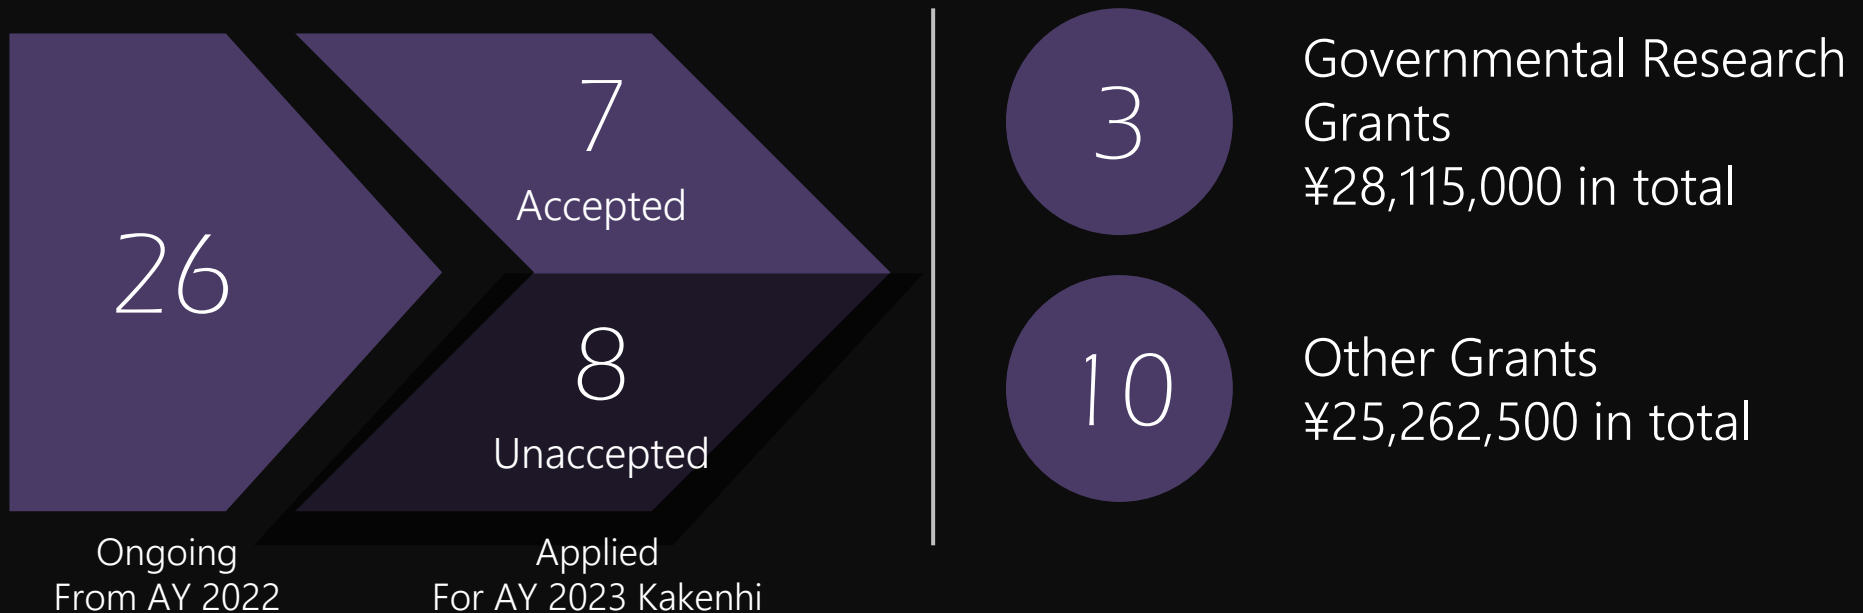 26
Ongoing
From AY 2022
7
Accepted
8
Unaccepted
Applied
For AY 2023 Kakenhi
3
Governmental Research
Grants
¥28,115,000 in total
10
Other Grants
¥25,262,500 in total